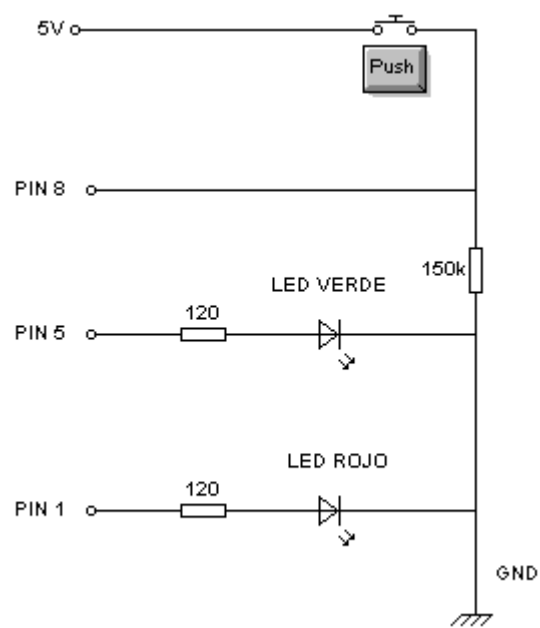 5V
Push
PIN 8
150k
LED VERDE
120
PIN 5
LED ROJO
120
PIN 1
GND